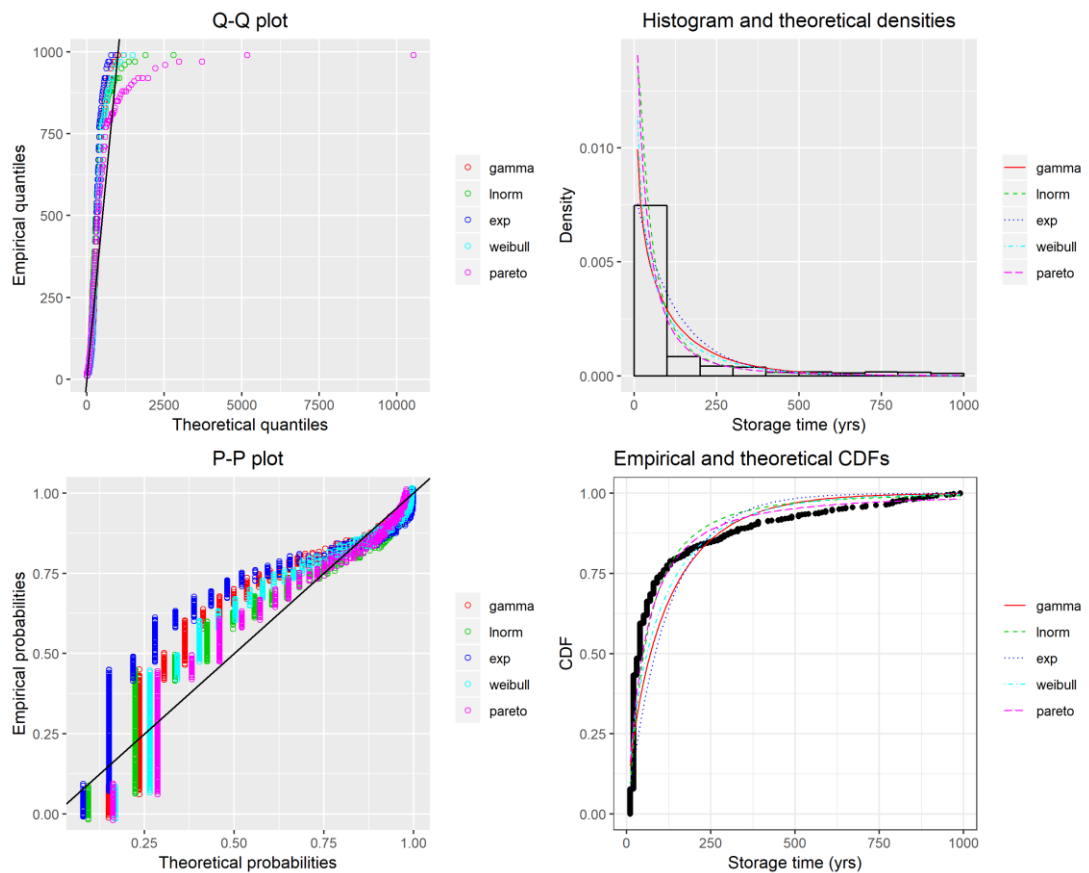 Q-Q plot
Empirical quantiles
1000
750
500
250
0
0
2500
5000
7500
10000
Theoretical quantiles
gamma
lnorm
exp
weibull
pareto
Histogram and theoretical densities
Density
0.010
0.005
0.000
0
250
500
750
1000
Storage time (yrs)
gamma
lnorm
exp
weibull
pareto
P-P plot
Empirical probabilities
1.00
0.75
0.50
0.25
0.00
0.25
0.50
0.75
1.00
Theoretical probabilities
gamma
lnorm
exp
weibull
pareto
Empirical and theoretical CDFs
CDF
1.00
0.75
0.50
0.25
0.00
0
250
500
750
1000
Storage time (yrs)
gamma
lnorm
exp
weibull
pareto